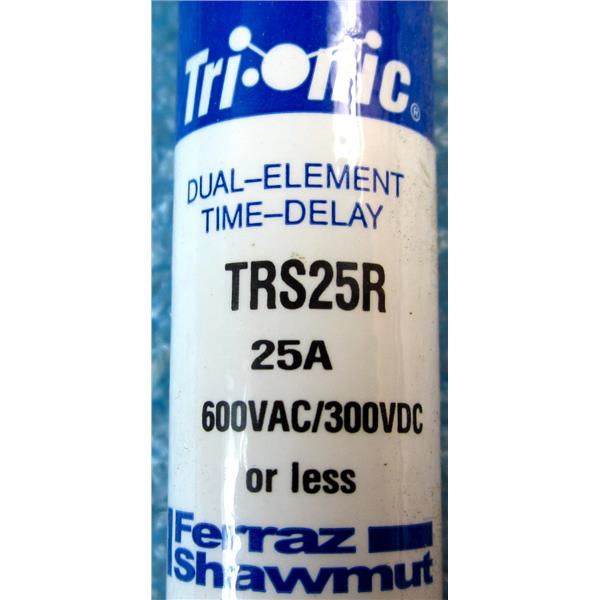 Tri-Onic®
DUAL-ELEMENT
TIME-DELAY
TRS25R
25A
600VAC/300VDC
or less
Ferraz
Shawmut